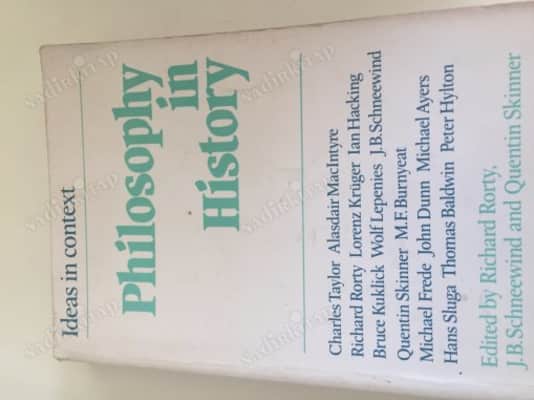 Ideas in context
Philosophy
in
History
Charles Taylor Alasdair MacIntyre
Richard Rorty Lorenz Krüger Ian Hacking
Bruce Kuklick Wolf Lepenies J.B.Schneewind
Quentin Skinner M.F.Burnyeat
Michael Frede John Dunn Michael Ayers
Hans Sluga Thomas Baldwin Peter Hylton
Edited by Richard Rorty,
J.B.Schneewind and Quentin Skinner